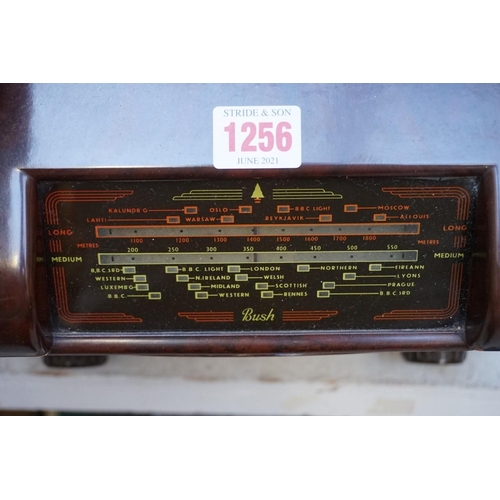 STRIDE & SON
1256
JUNE 2021
KALUNDBG OSLO BBC LIGHT MOSCOW
LAHTI WARSAW REYKJAVIK
LONG LONG
METRES 1100 1200 1300 1400 1500 1600 1700 1800 METRES
MEDIUM 200 250 300 350 400 450 500 550 MEDIUM
B.B.C. 3RD B.B.C. LIGHT LONDON NORTHERN EIREANN
WESTERN N.IRELAND WELSH LYONS
LUXEMBG MIDLAND SCOTTISH PRAGUE
B.B.C. WESTERN RENNES B.B.C. 3RD
Bush